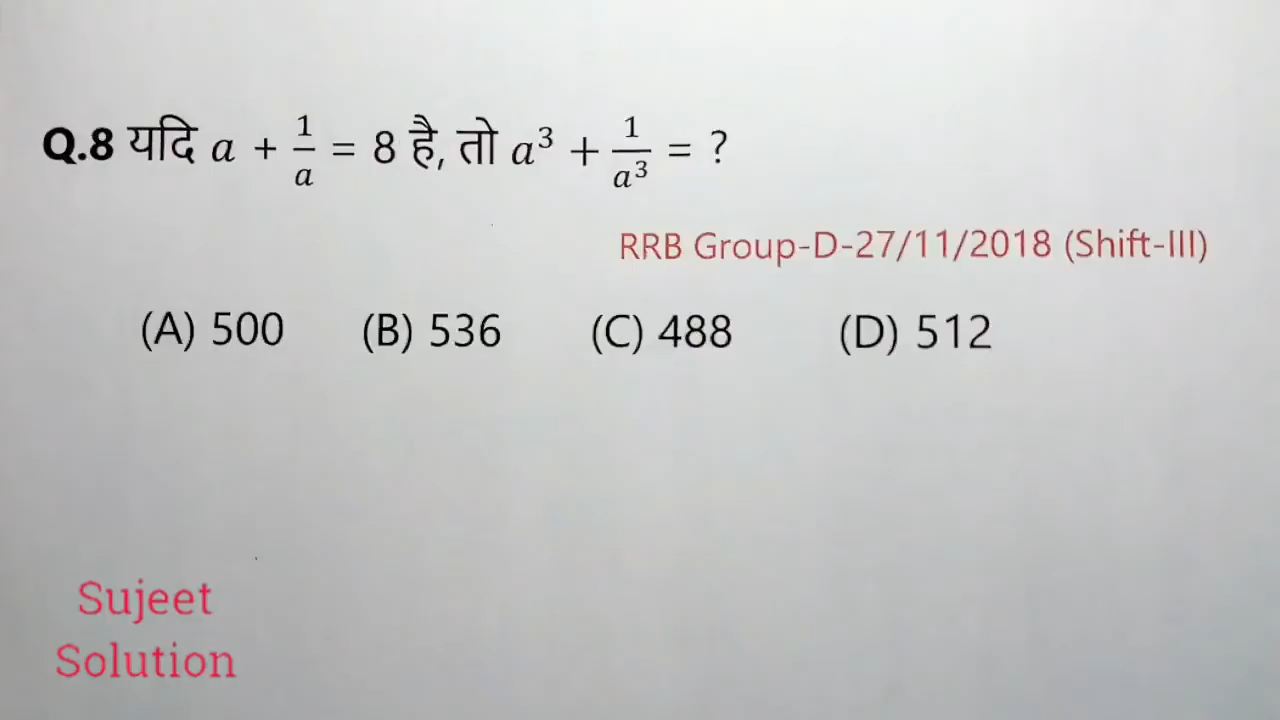 Q.8 यदि a + 1/a = 8 है, तो a³ + 1/a³ = ?
RRB Group-D-27/11/2018 (Shift-III)
(A) 500 (B) 536 (C) 488 (D) 512
Sujeet
Solution